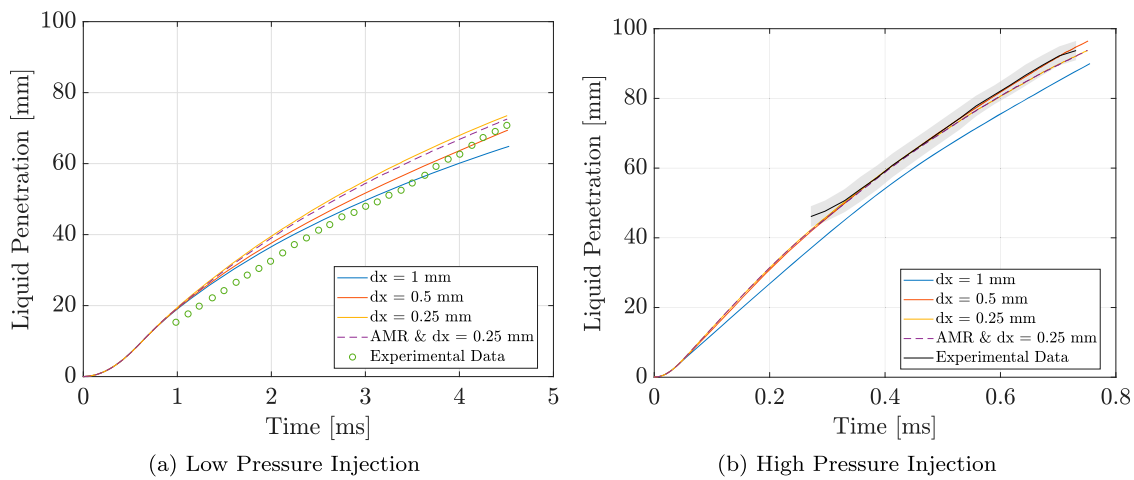 100
80
60
40
20
0
0 1 2 3 4 5
Liquid Penetration [mm]
Time [ms]
dx = 1 mm
dx = 0.5 mm
dx = 0.25 mm
AMR & dx = 0.25 mm
Experimental Data
(a) Low Pressure Injection
100
80
60
40
20
0
0 0.2 0.4 0.6 0.8
Liquid Penetration [mm]
Time [ms]
dx = 1 mm
dx = 0.5 mm
dx = 0.25 mm
AMR & dx = 0.25 mm
Experimental Data
(b) High Pressure Injection